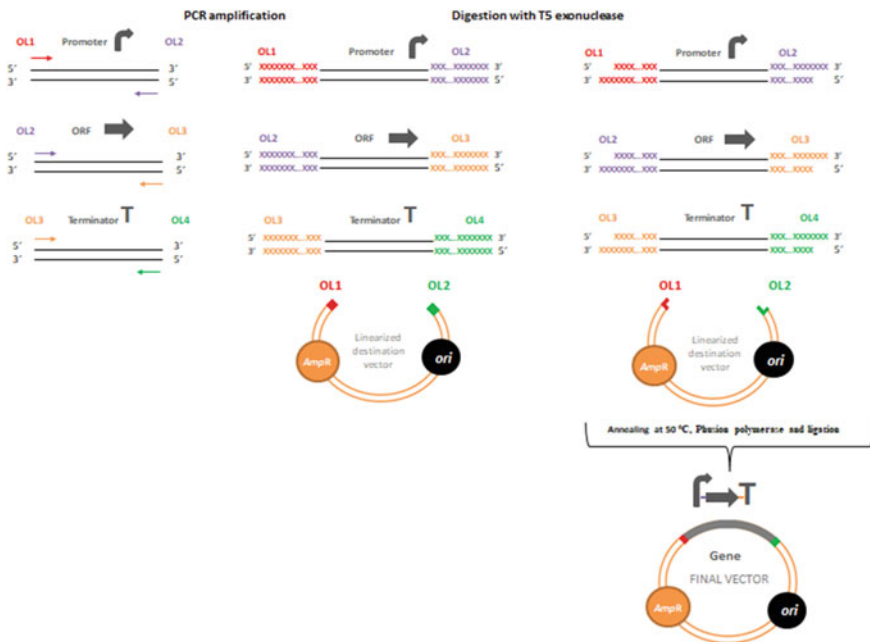 PCR amplification
Digestion with T5 exonuclease
OL1 Promoter OL2
5´ 3´
3´ 5´
OL2 ORF OL3
5´ 3´
3´ 5´
OL3 Terminator T OL4
5´ 3´
3´ 5´
OL1 Promoter OL2
5´ XXXXXXX...XXX XXX...XXXXXXX 3´
3´ XXXXXXX...XXX XXX...XXXXXXX 5´
OL2 ORF OL3
5´ XXXXXXX...XXX XXX...XXXXXXX 3´
3´ XXXXXXX...XXX XXX...XXXXXXX 5´
OL3 Terminator T OL4
5´ XXXXXXX...XXX XXX...XXXXXXX 3´
3´ XXXXXXX...XXX XXX...XXXXXXX 5´
OL1 OL2
Linearized
destination
vector
AmpR ori
OL1 Promoter OL2
5´ XXXX...XXX XXX...XXXXXXX 3´
3´ XXXXXXX...XXX XXX...XXXX 5´
OL2 ORF OL3
5´ XXXX...XXX XXX...XXXXXXX 3´
3´ XXXXXXX...XXX XXX...XXXX 5´
OL3 Terminator T OL4
5´ XXXX...XXX XXX...XXXXXXX 3´
3´ XXXXXXX...XXX XXX...XXXX 5´
OL1 OL2
Linearized
destination
vector
AmpR ori
Annealing at 50 ºC, Phusion polymerase and ligation
T
Gene
FINAL VECTOR
AmpR ori